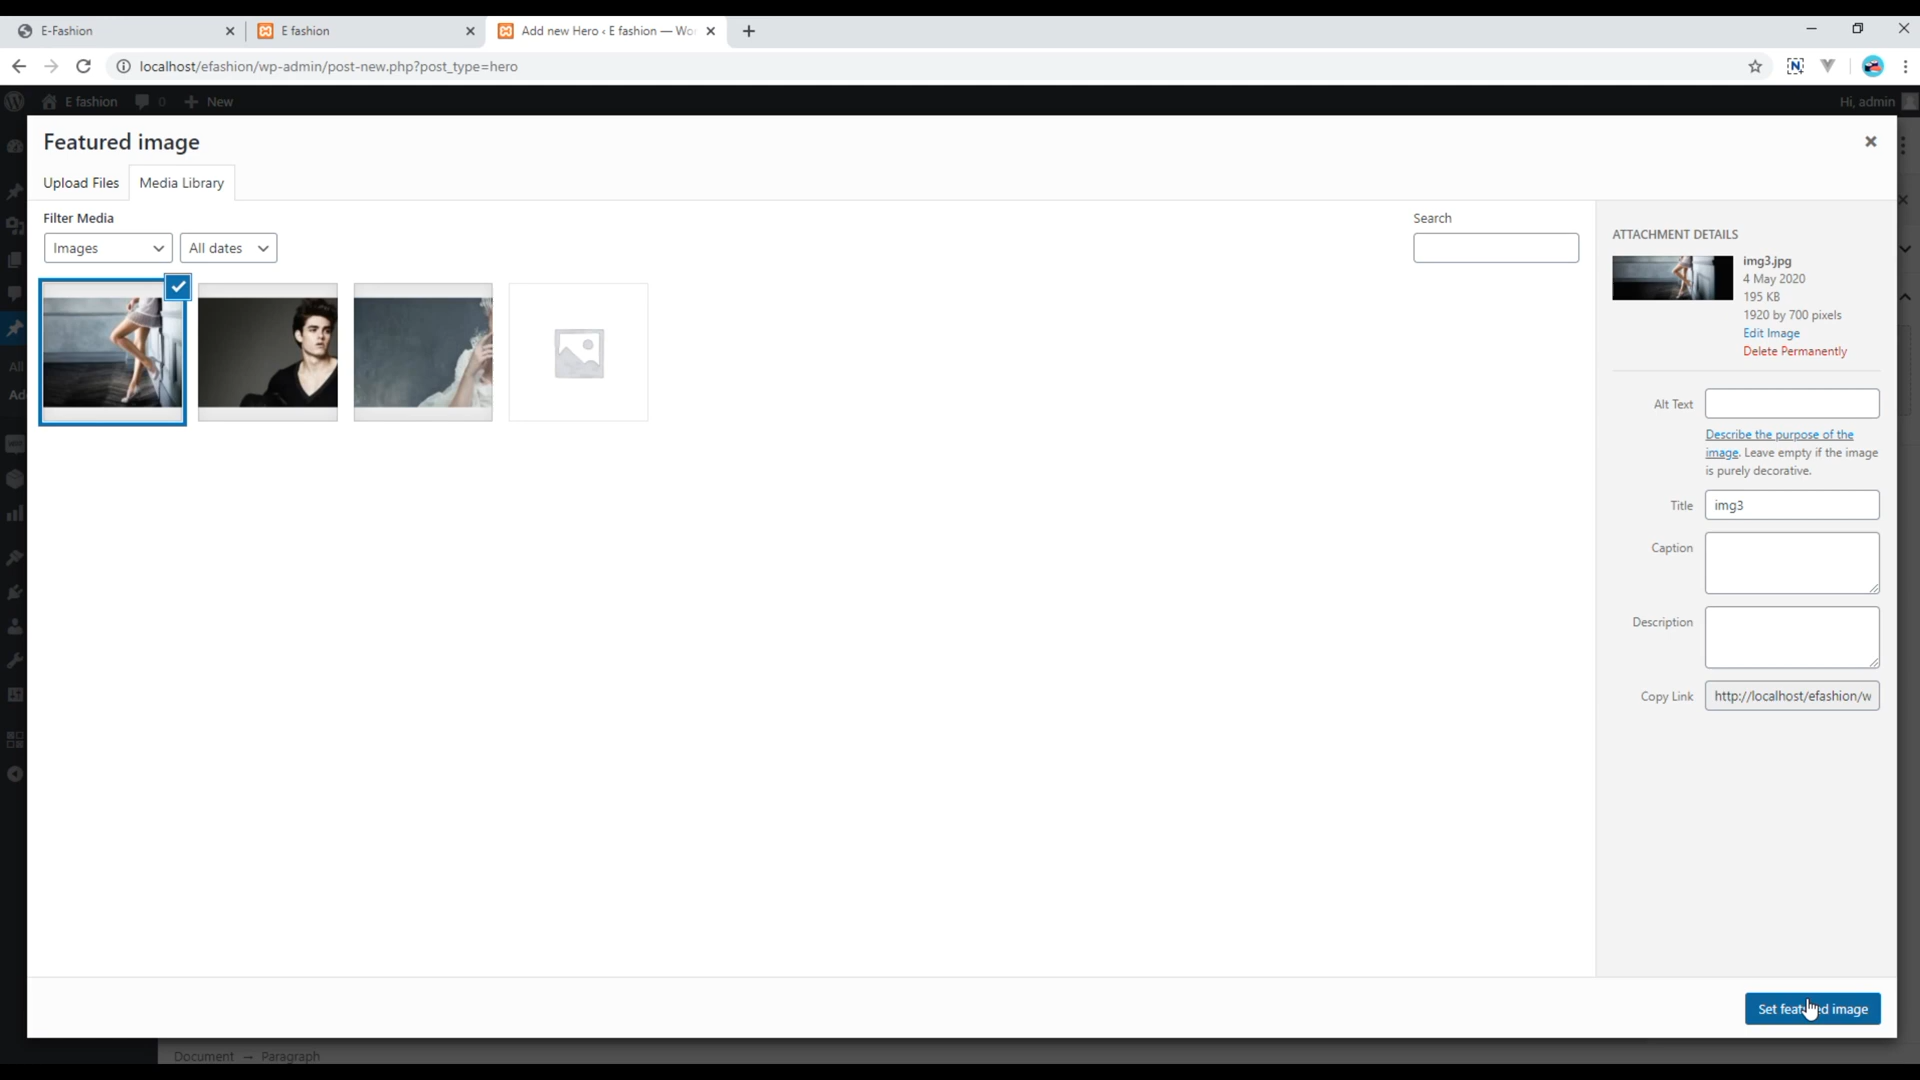 E-Fashion
E fashion
Add new Hero ‹ E fashion — Wor
localhost/efashion/wp-admin/post-new.php?post_type=hero
E fashion 0 New
Hi, admin
Featured image
Upload Files
Media Library
Filter Media
Search
Images
All dates
ATTACHMENT DETAILS
img3.jpg
4 May 2020
195 KB
1920 by 700 pixels
Edit Image
Delete Permanently
Alt Text
Describe the purpose of the
image. Leave empty if the image
is purely decorative.
Title
img3
Caption
Description
Copy Link
http://localhost/efashion/w
All
Ad
Set featured image
Document → Paragraph